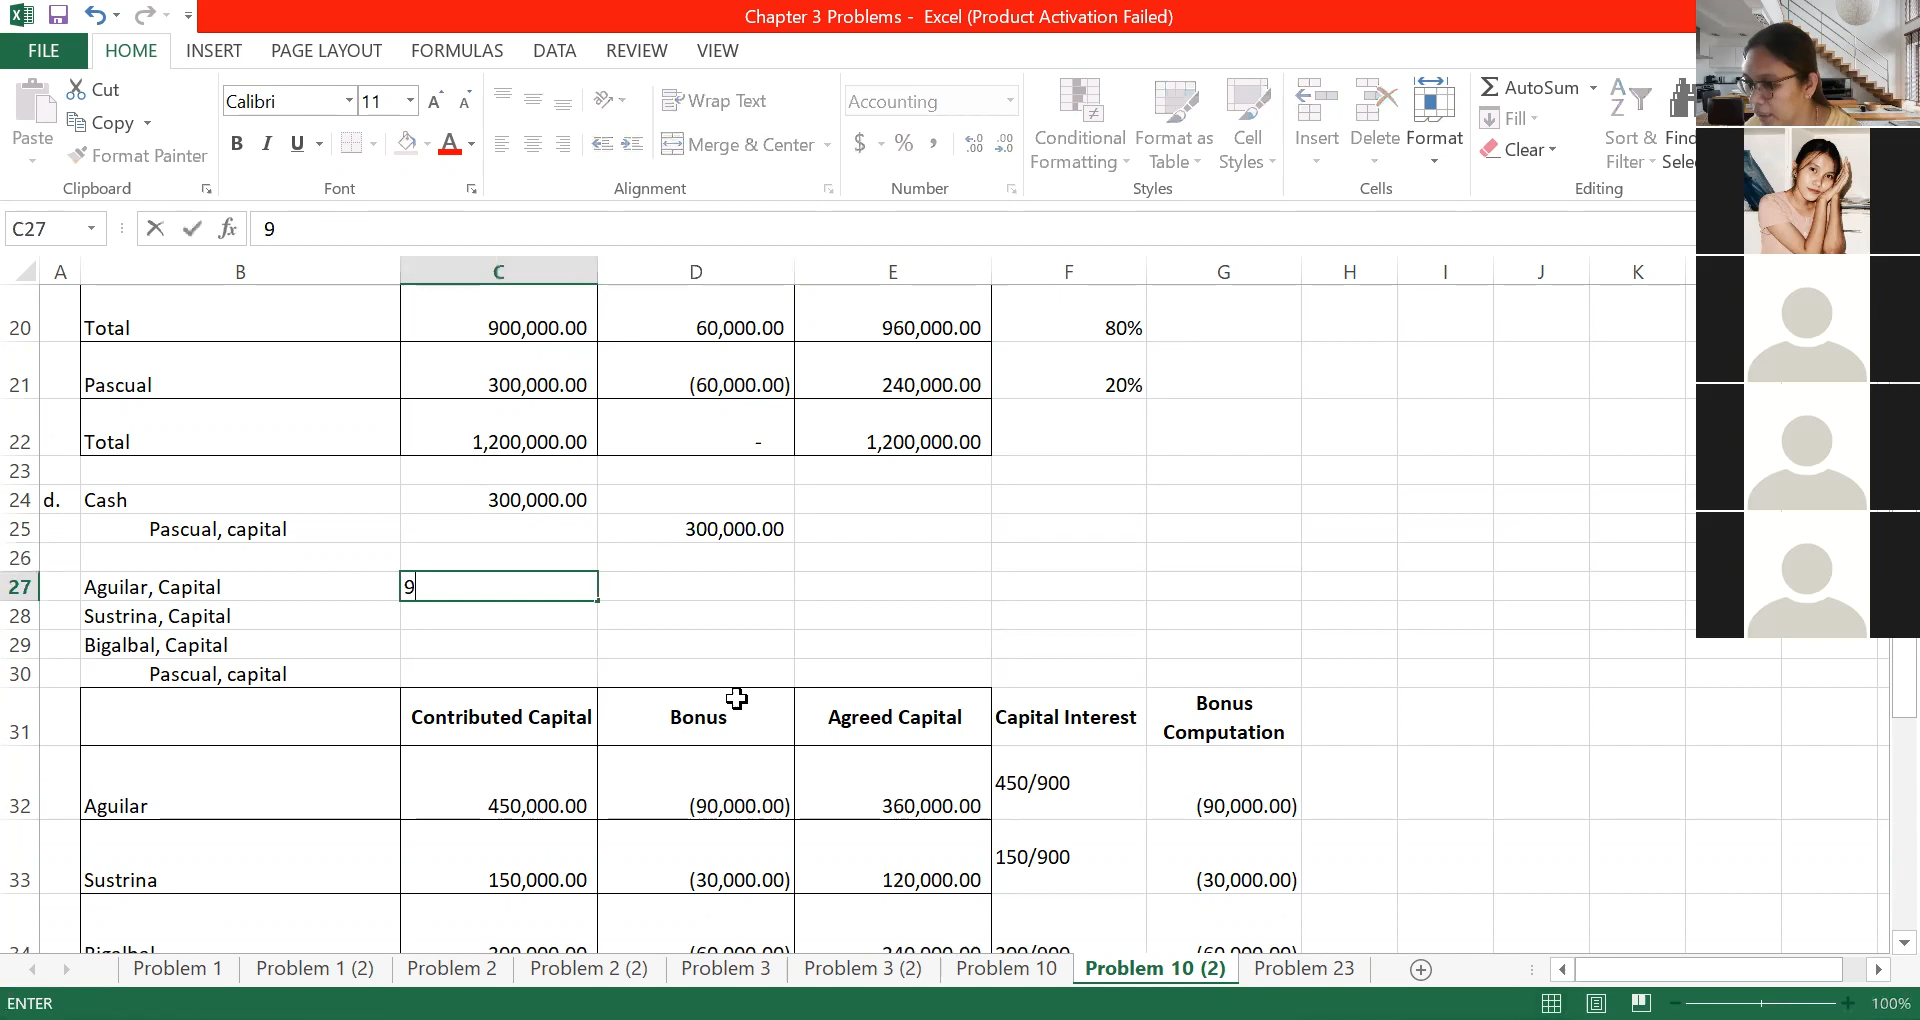 Chapter 3 Problems - Excel (Product Activation Failed)
FILE HOME INSERT PAGE LAYOUT FORMULAS DATA REVIEW VIEW
Paste Cut Copy Format Painter Clipboard
Calibri 11 B I U A Font
Wrap Text Merge & Center Alignment
Accounting $ % , Number
Conditional Formatting Format as Table Cell Styles Styles
Insert Delete Format Cells
AutoSum Fill Clear Sort & Filter Editing
C27 fx 9
A B C D E F G H I J K
20 Total 900,000.00 60,000.00 960,000.00 80%
21 Pascual 300,000.00 (60,000.00) 240,000.00 20%
22 Total 1,200,000.00 - 1,200,000.00
23
24 d. Cash 300,000.00
25 Pascual, capital 300,000.00
26
27 Aguilar, Capital 9
28 Sustrina, Capital
29 Bigalbal, Capital
30 Pascual, capital
31 Contributed Capital Bonus Agreed Capital Capital Interest Bonus Computation
32 Aguilar 450,000.00 (90,000.00) 360,000.00 450/900 (90,000.00)
33 Sustrina 150,000.00 (30,000.00) 120,000.00 150/900 (30,000.00)
Problem 1 Problem 1 (2) Problem 2 Problem 2 (2) Problem 3 Problem 3 (2) Problem 10 Problem 10 (2) Problem 23
ENTER 100%